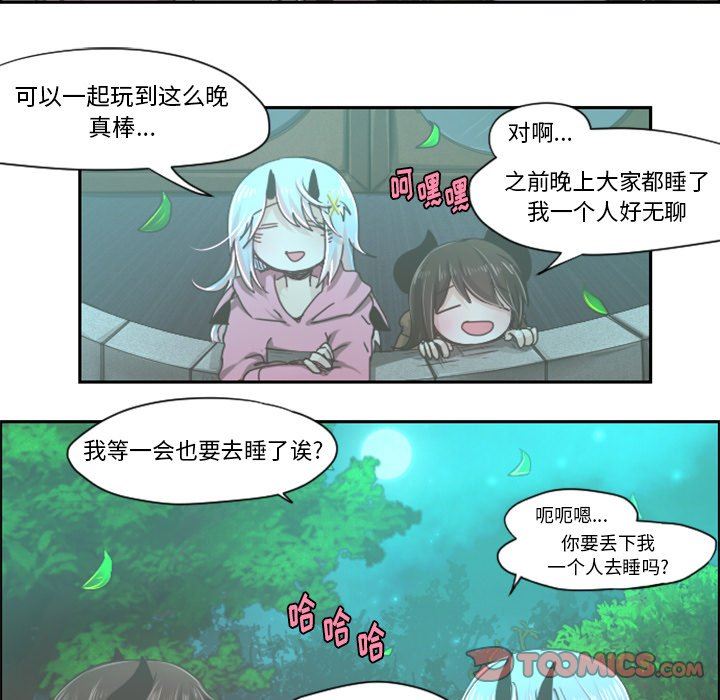 可以一起玩到这么晚
真棒...
对啊...
之前晚上大家都睡了
我一个人好无聊
呵嘿嘿
我等一会也要去睡了诶?
呃呃嗯...
你要丢下我
一个人去睡吗?
哈哈哈
TOOMICS.COM